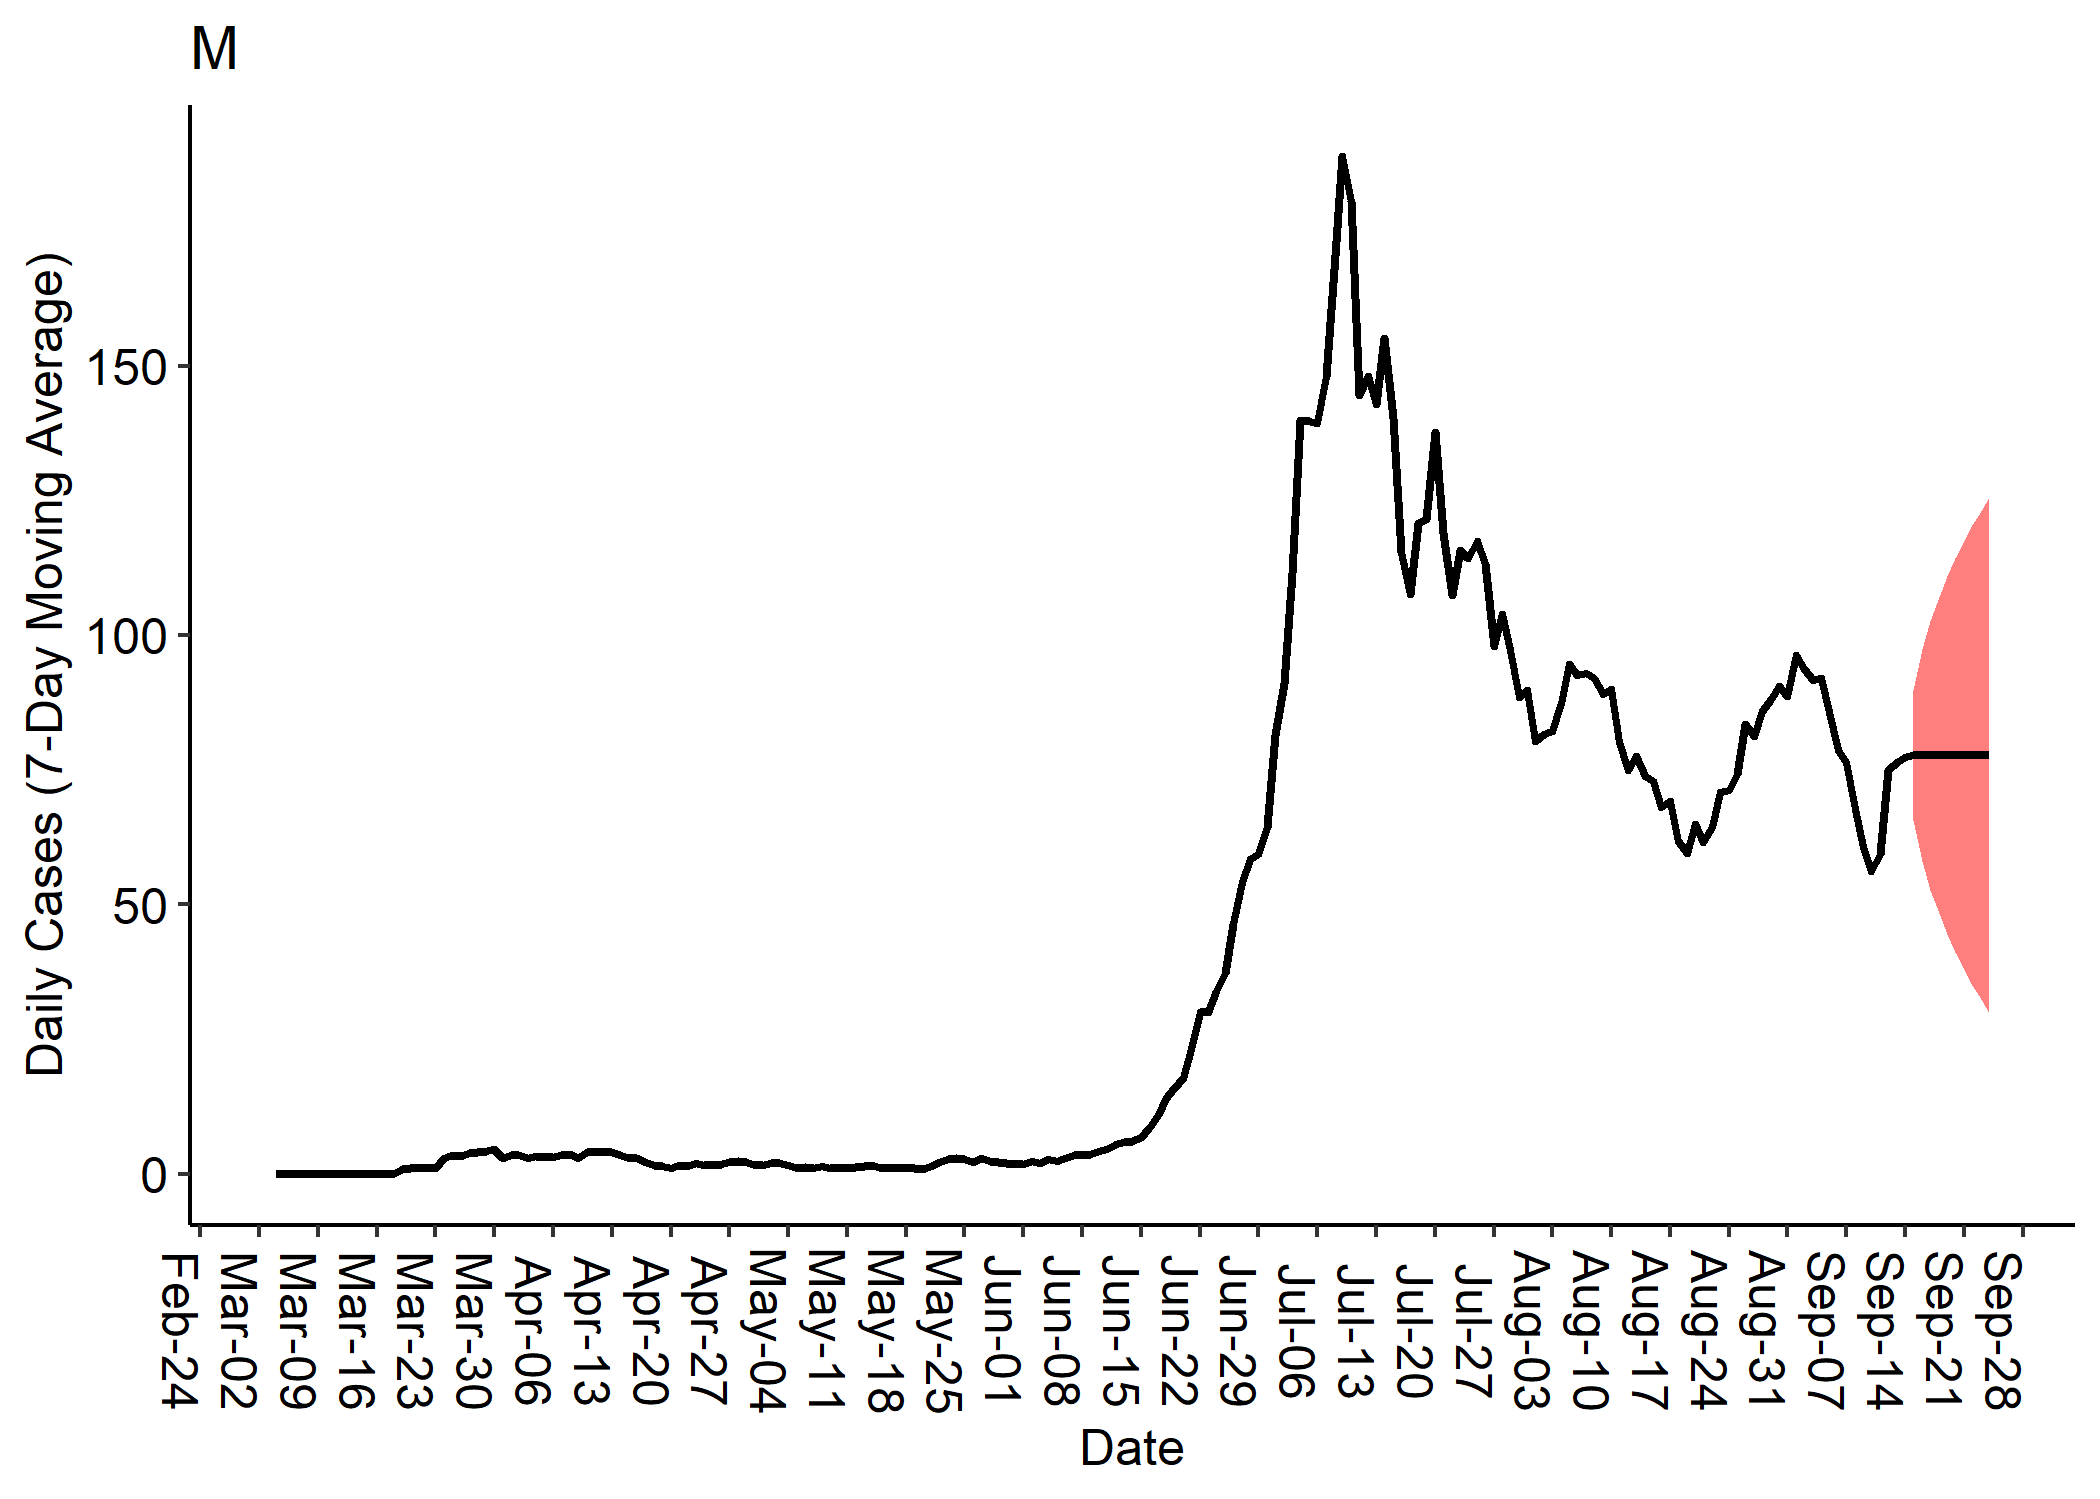 M
Daily Cases (7-Day Moving Average)
150
100
50
0
Feb-24
Mar-02
Mar-09
Mar-16
Mar-23
Mar-30
Apr-06
Apr-13
Apr-20
Apr-27
May-04
May-11
May-18
May-25
Jun-01
Jun-08
Jun-15
Jun-22
Jun-29
Jul-06
Jul-13
Jul-20
Jul-27
Aug-03
Aug-10
Aug-17
Aug-24
Aug-31
Sep-07
Sep-14
Sep-21
Sep-28
Date